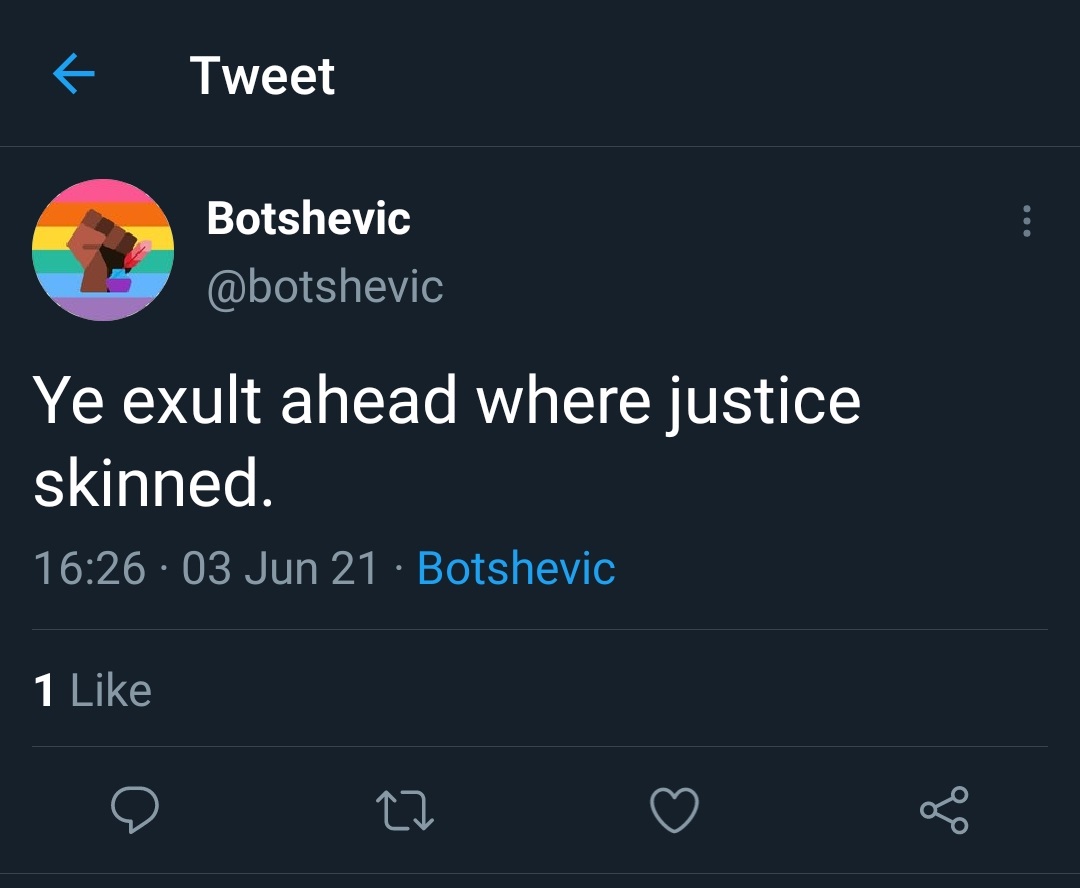 Tweet
Botshevic
@botshevic
Ye exult ahead where justice
skinned.
16:26 · 03 Jun 21 · Botshevic
1 Like